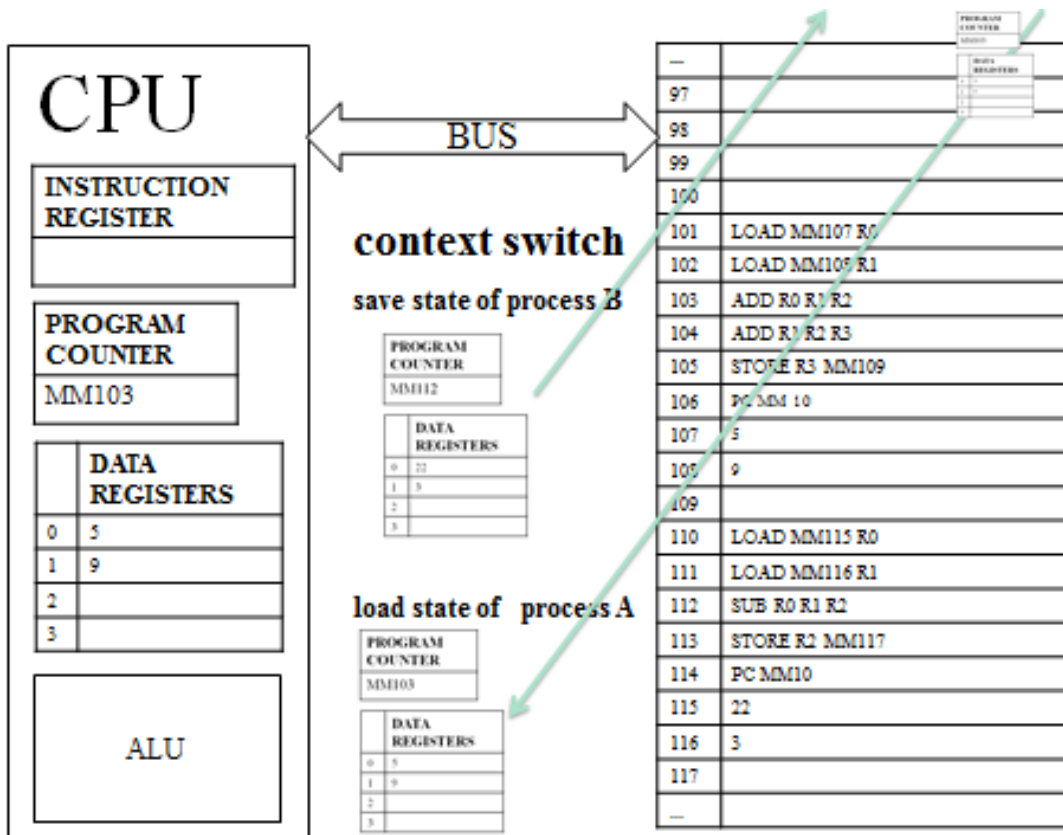 CPU
INSTRUCTION
REGISTER
PROGRAM
COUNTER
MM103
DATA
REGISTERS
0 5
1 9
2
3
ALU
BUS
context switch
save state of process B
PROGRAM
COUNTER
MM112
DATA
REGISTERS
0 22
1 3
2
3
load state of process A
PROGRAM
COUNTER
MM103
DATA
REGISTERS
0 5
1 9
2
3
PROGRAM
COUNTER
DATA
REGISTERS
...
97
98
99
100
101 LOAD MM107 R0
102 LOAD MM108 R1
103 ADD R0 R1 R2
104 ADD R1 R2 R3
105 STORE R3 MM109
106 PC MM 10
107 5
108 9
109
110 LOAD MM115 R0
111 LOAD MM116 R1
112 SUB R0 R1 R2
113 STORE R2 MM117
114 PC MM10
115 22
116 3
117
...